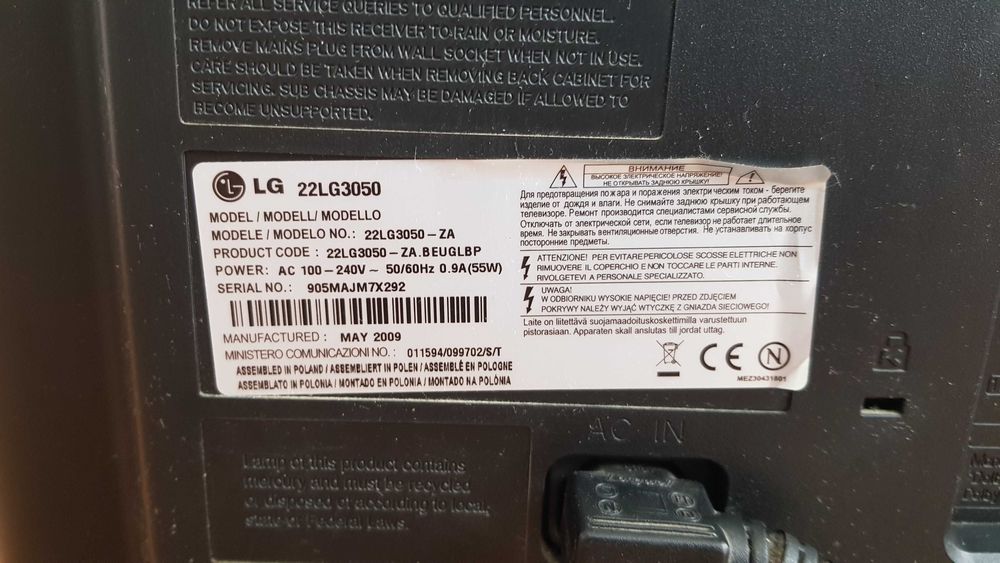 REFER ALL SERVICE QUERIES TO QUALIFIED PERSONNEL.
DO NOT EXPOSE THIS RECEIVER TO RAIN OR MOISTURE.
REMOVE MAINS PLUG FROM WALL SOCKET WHEN NOT IN USE.
CARE SHOULD BE TAKEN WHEN REMOVING BACK CABINET FOR
SERVICING. SUB CHASSIS MAY BE DAMAGED IF ALLOWED TO
BECOME UNSUPPORTED.
LG 22LG3050
MODEL / MODELL/ MODELLO
MODELE / MODELO NO.: 22LG3050-ZA
PRODUCT CODE : 22LG3050-ZA.BEUGLBP
POWER: AC 100-240V~ 50/60Hz 0.9A(55W)
SERIAL NO.: 905MAJM7X292
MANUFACTURED : MAY 2009
MINISTERO COMUNICAZIONI NO.: 011594/099702/S/T
ASSEMBLED IN POLAND / ASSEMBLIERT IN POLEN / ASSEMBLÉ EN POLOGNE
ASSEMBLATO IN POLONIA / MONTADO EN POLONIA / MONTADO NA POLÓNIA
ВНИМАНИЕ
ВЫСОКОЕ ЭЛЕКТРИЧЕСКОЕ НАПРЯЖЕНИЕ!
НЕ ОТКРЫВАТЬ ЗАДНЮЮ КРЫШКУ!
Для предотвращения пожара и поражения электрическим током - берегите
изделие от дождя и влаги. Не снимайте заднюю крышку при работающем
телевизоре. Ремонт производится специалистами сервисной службы.
Отключать от электрической сети, если телевизор не работает длительное
время. Не закрывать вентиляционные отверстия. Не устанавливать на корпус
посторонние предметы.
ATTENZIONE! PER EVITARE PERICOLOSE SCOSSE ELETTRICHE NON
RIMUOVERE IL COPERCHIO E NON TOCCARE LE PARTI INTERNE.
RIVOLGETEVI A PERSONALE SPECIALIZZATO.
UWAGA!
W ODBIORNIKU WYSOKIE NAPIĘCIE! PRZED ZDJĘCIEM
POKRYWY NALEŻY WYJĄĆ WTYCZKĘ Z GNIAZDA SIECIOWEGO!
Laite on liitettävä suojamaadoituskoskettimilla varustettuun
pistorasiaan. Apparaten skall anslutas till jordat uttag.
CE N
MEZ30431801
AC IN
Lamp of this product contains
mercury and must be recycled
or disposed of according to local,
state or Federal Laws.